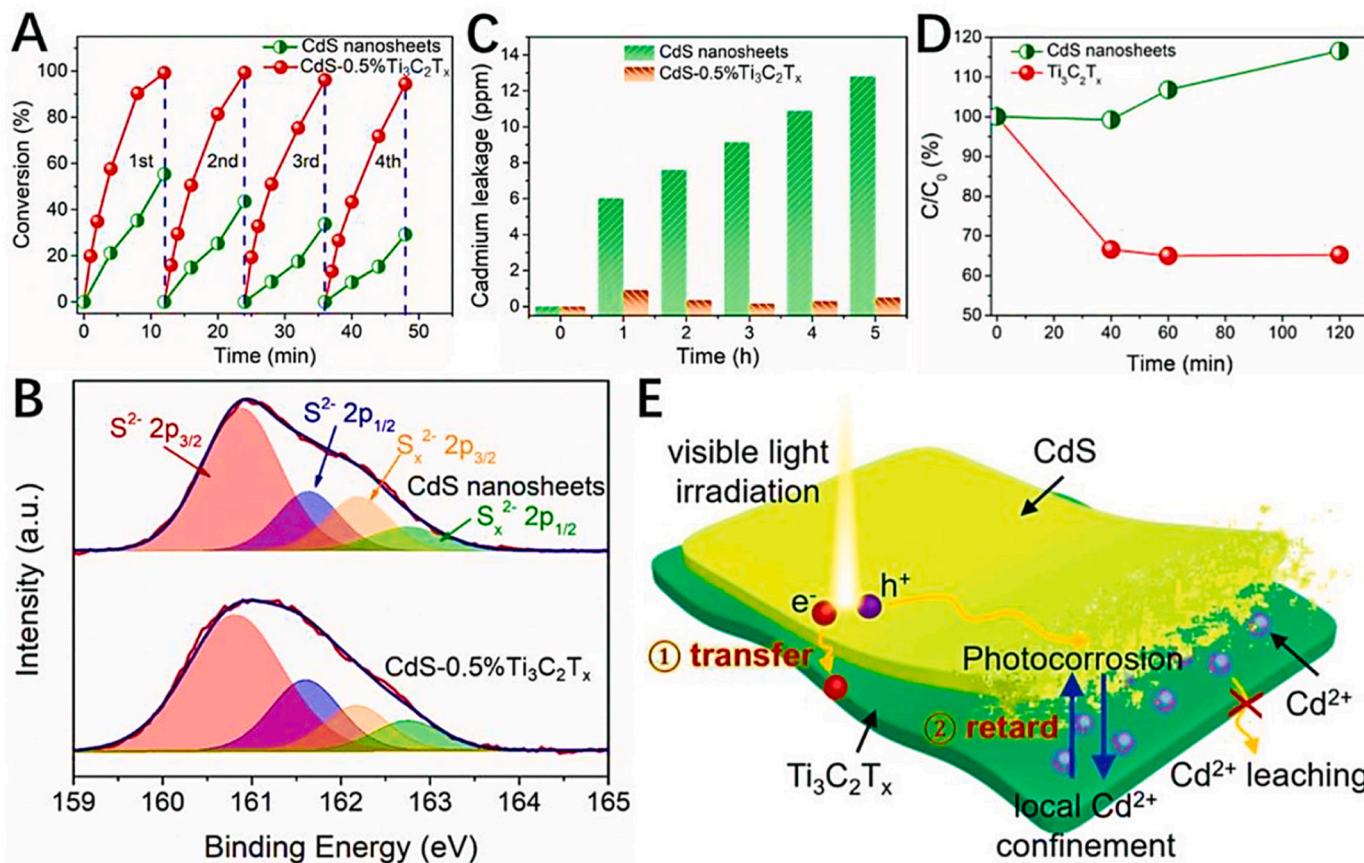 A
CdS nanosheets
CdS-0.5%Ti₃C₂Tₓ
100
80
60
40
20
0
1st
2nd
3rd
4th
0
10
20
30
40
50
Conversion (%)
Time (min)
C
14
12
10
8
6
4
2
0
CdS nanosheets
CdS-0.5%Ti₃C₂Tₓ
0
1
2
3
4
5
Cadmium leakage (ppm)
Time (h)
D
120
110
100
90
80
70
60
50
CdS nanosheets
Ti₃C₂Tₓ
0
20
40
60
80
100
120
C/C₀ (%)
Time (min)
B
S²⁻ 2p₃/₂
S²⁻ 2p₁/₂
Sₓ²⁻ 2p₃/₂
CdS nanosheets
Sₓ²⁻ 2p₁/₂
CdS-0.5%Ti₃C₂Tₓ
159
160
161
162
163
164
165
Intensity (a.u.)
Binding Energy (eV)
E
visible light
irradiation
CdS
e⁻
h⁺
① transfer
Photocorrosion
② retard
Cd²⁺
Ti₃C₂Tₓ
Cd²⁺ leaching
local Cd²⁺
confinement